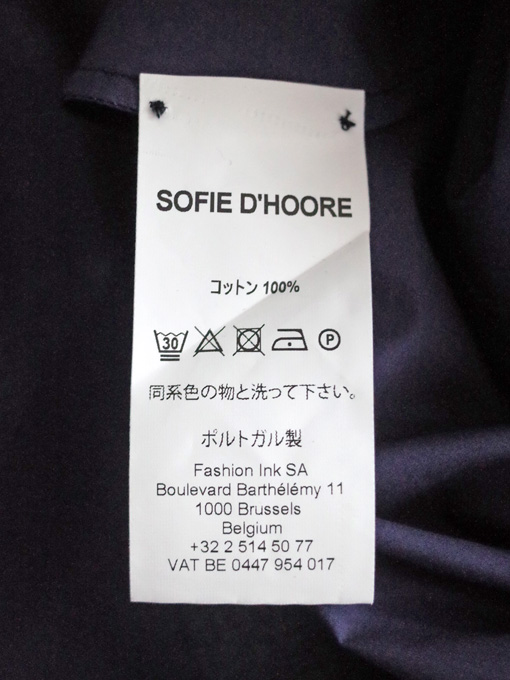 SOFIE D'HOORE
コットン 100%
30 P
同系色の物と洗って下さい。
ポルトガル製
Fashion Ink SA
Boulevard Barthélémy 11
1000 Brussels
Belgium
+32 2 514 50 77
VAT BE 0447 954 017